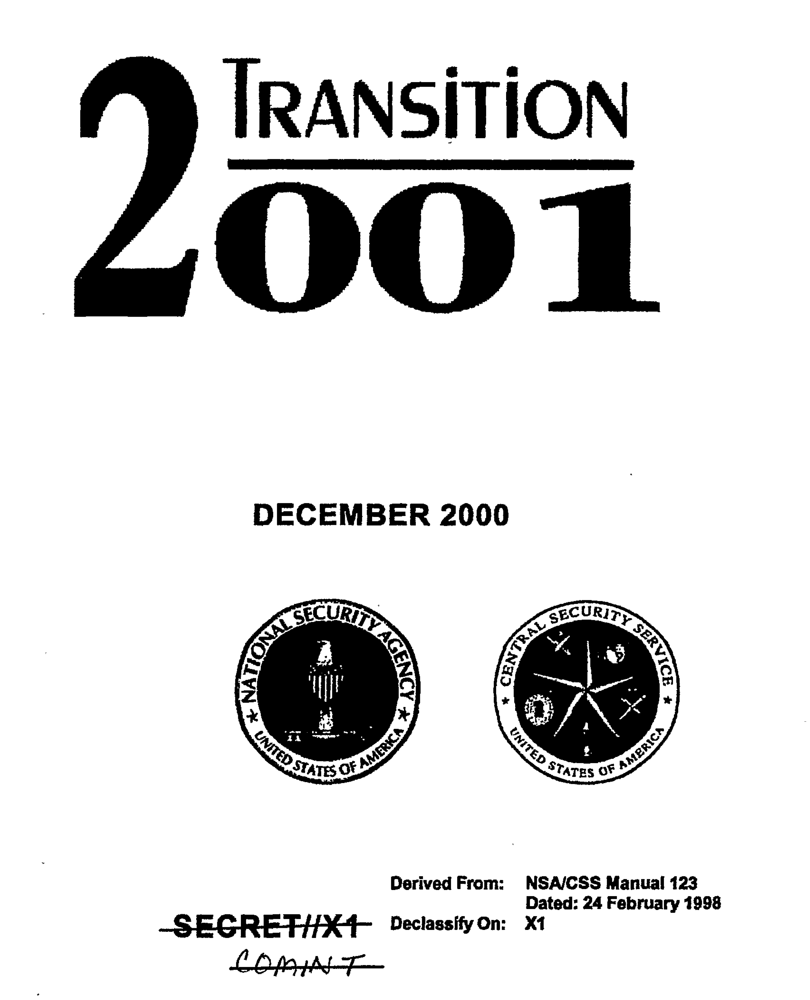 TRANSiTiON
2001
DECEMBER 2000
NATIONAL SECURITY AGENCY
UNITED STATES OF AMERICA
CENTRAL SECURITY SERVICE
UNITED STATES OF AMERICA
Derived From: NSA/CSS Manual 123
Dated: 24 February 1998
SECRET//X1 Declassify On: X1
COMINT